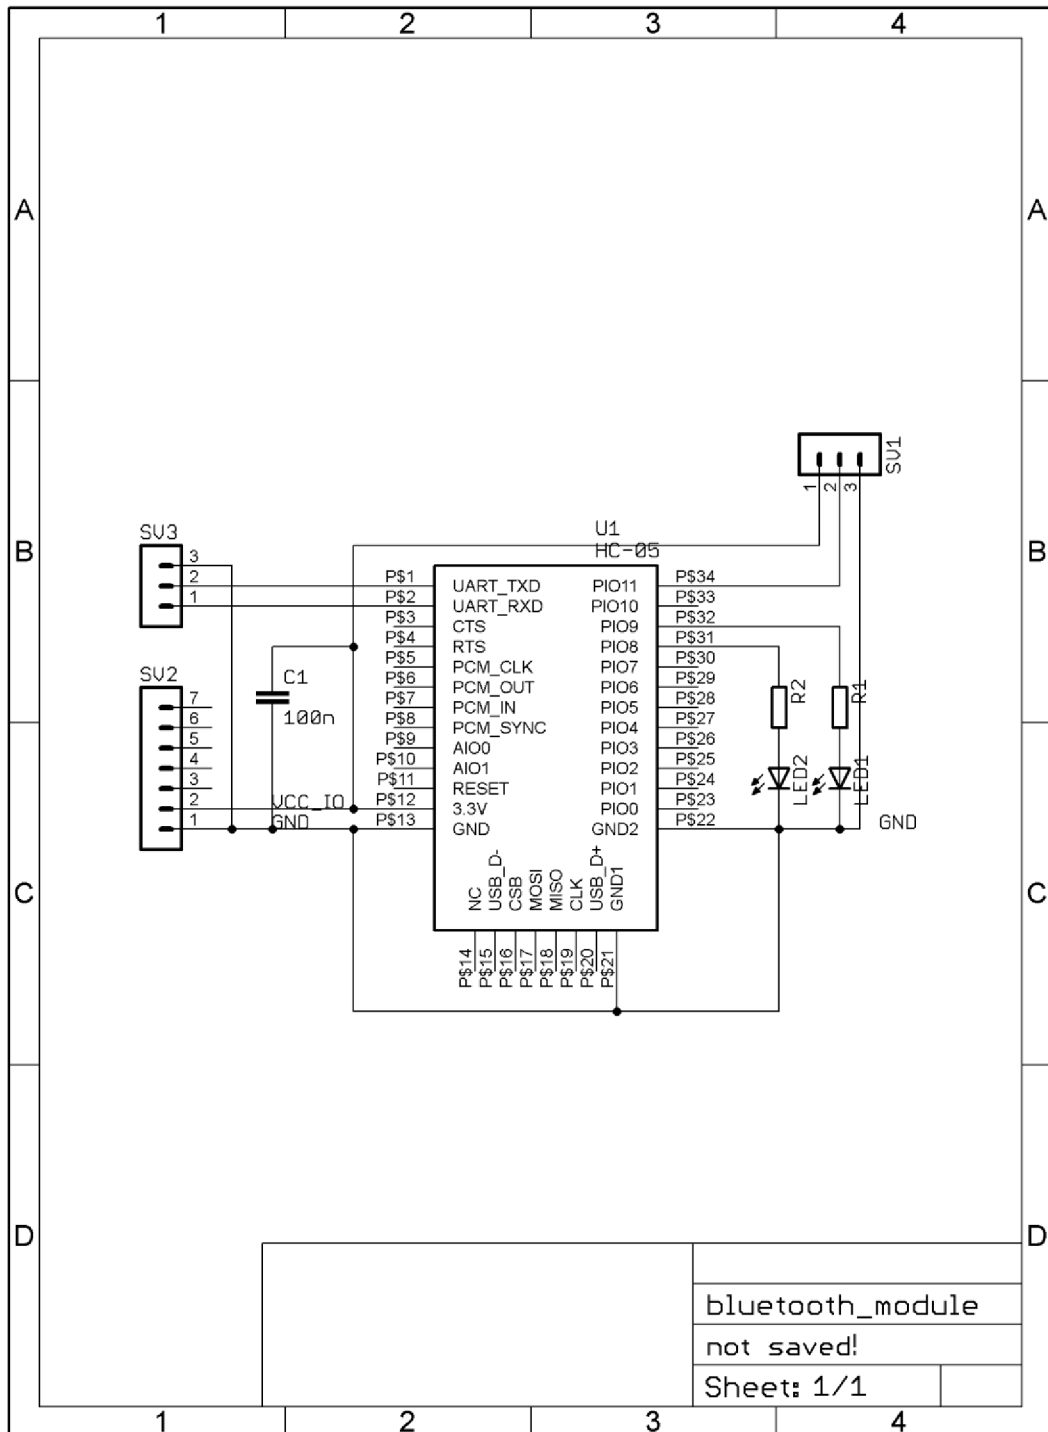 1 2 3 4
A A
SV1
1 2 3
B B
SV3
3
2
1
U1
HC-05
P$1 UART_TXD PIO11 P$34
P$2 UART_RXD PIO10 P$33
P$3 CTS PIO9 P$32
P$4 RTS PIO8 P$31
P$5 PCM_CLK PIO7 P$30
P$6 PCM_OUT PIO6 P$29
P$7 PCM_IN PIO5 P$28
P$8 PCM_SYNC PIO4 P$27
P$9 AIO0 PIO3 P$26
P$10 AIO1 PIO2 P$25
P$11 RESET PIO1 P$24
P$12 3.3V PIO0 P$23
P$13 GND GND2 P$22
SV2
7
6
5
4
3
2
1
C1
100n
VCC_IO
GND
R2
R1
LED2
LED1
GND
NC USB_D- CSB MOSI MISO CLK USB_D+ GND1
P$14 P$15 P$16 P$17 P$18 P$19 P$20 P$21
C C
D D
bluetooth_module
not saved!
Sheet: 1/1
1 2 3 4